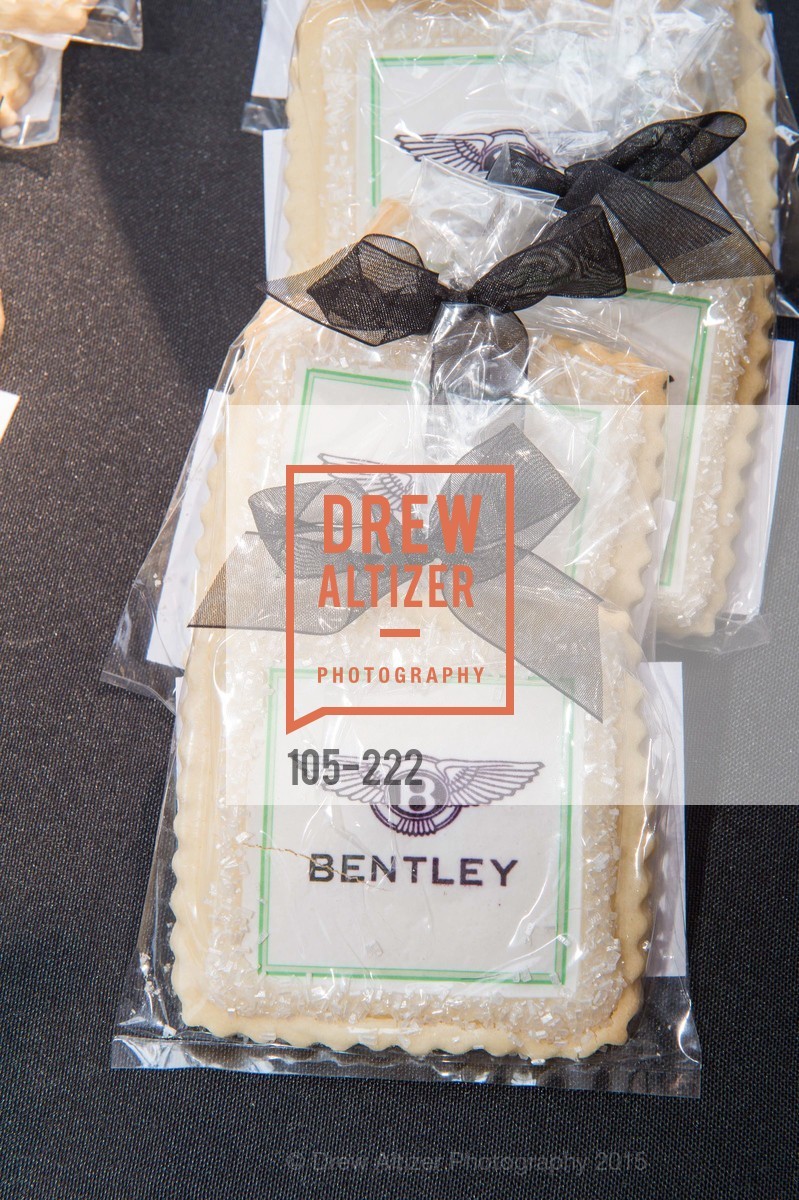 DREW
ALTIZER
PHOTOGRAPHY
105-222
B
BENTLEY
© Drew Altizer Photography 2015